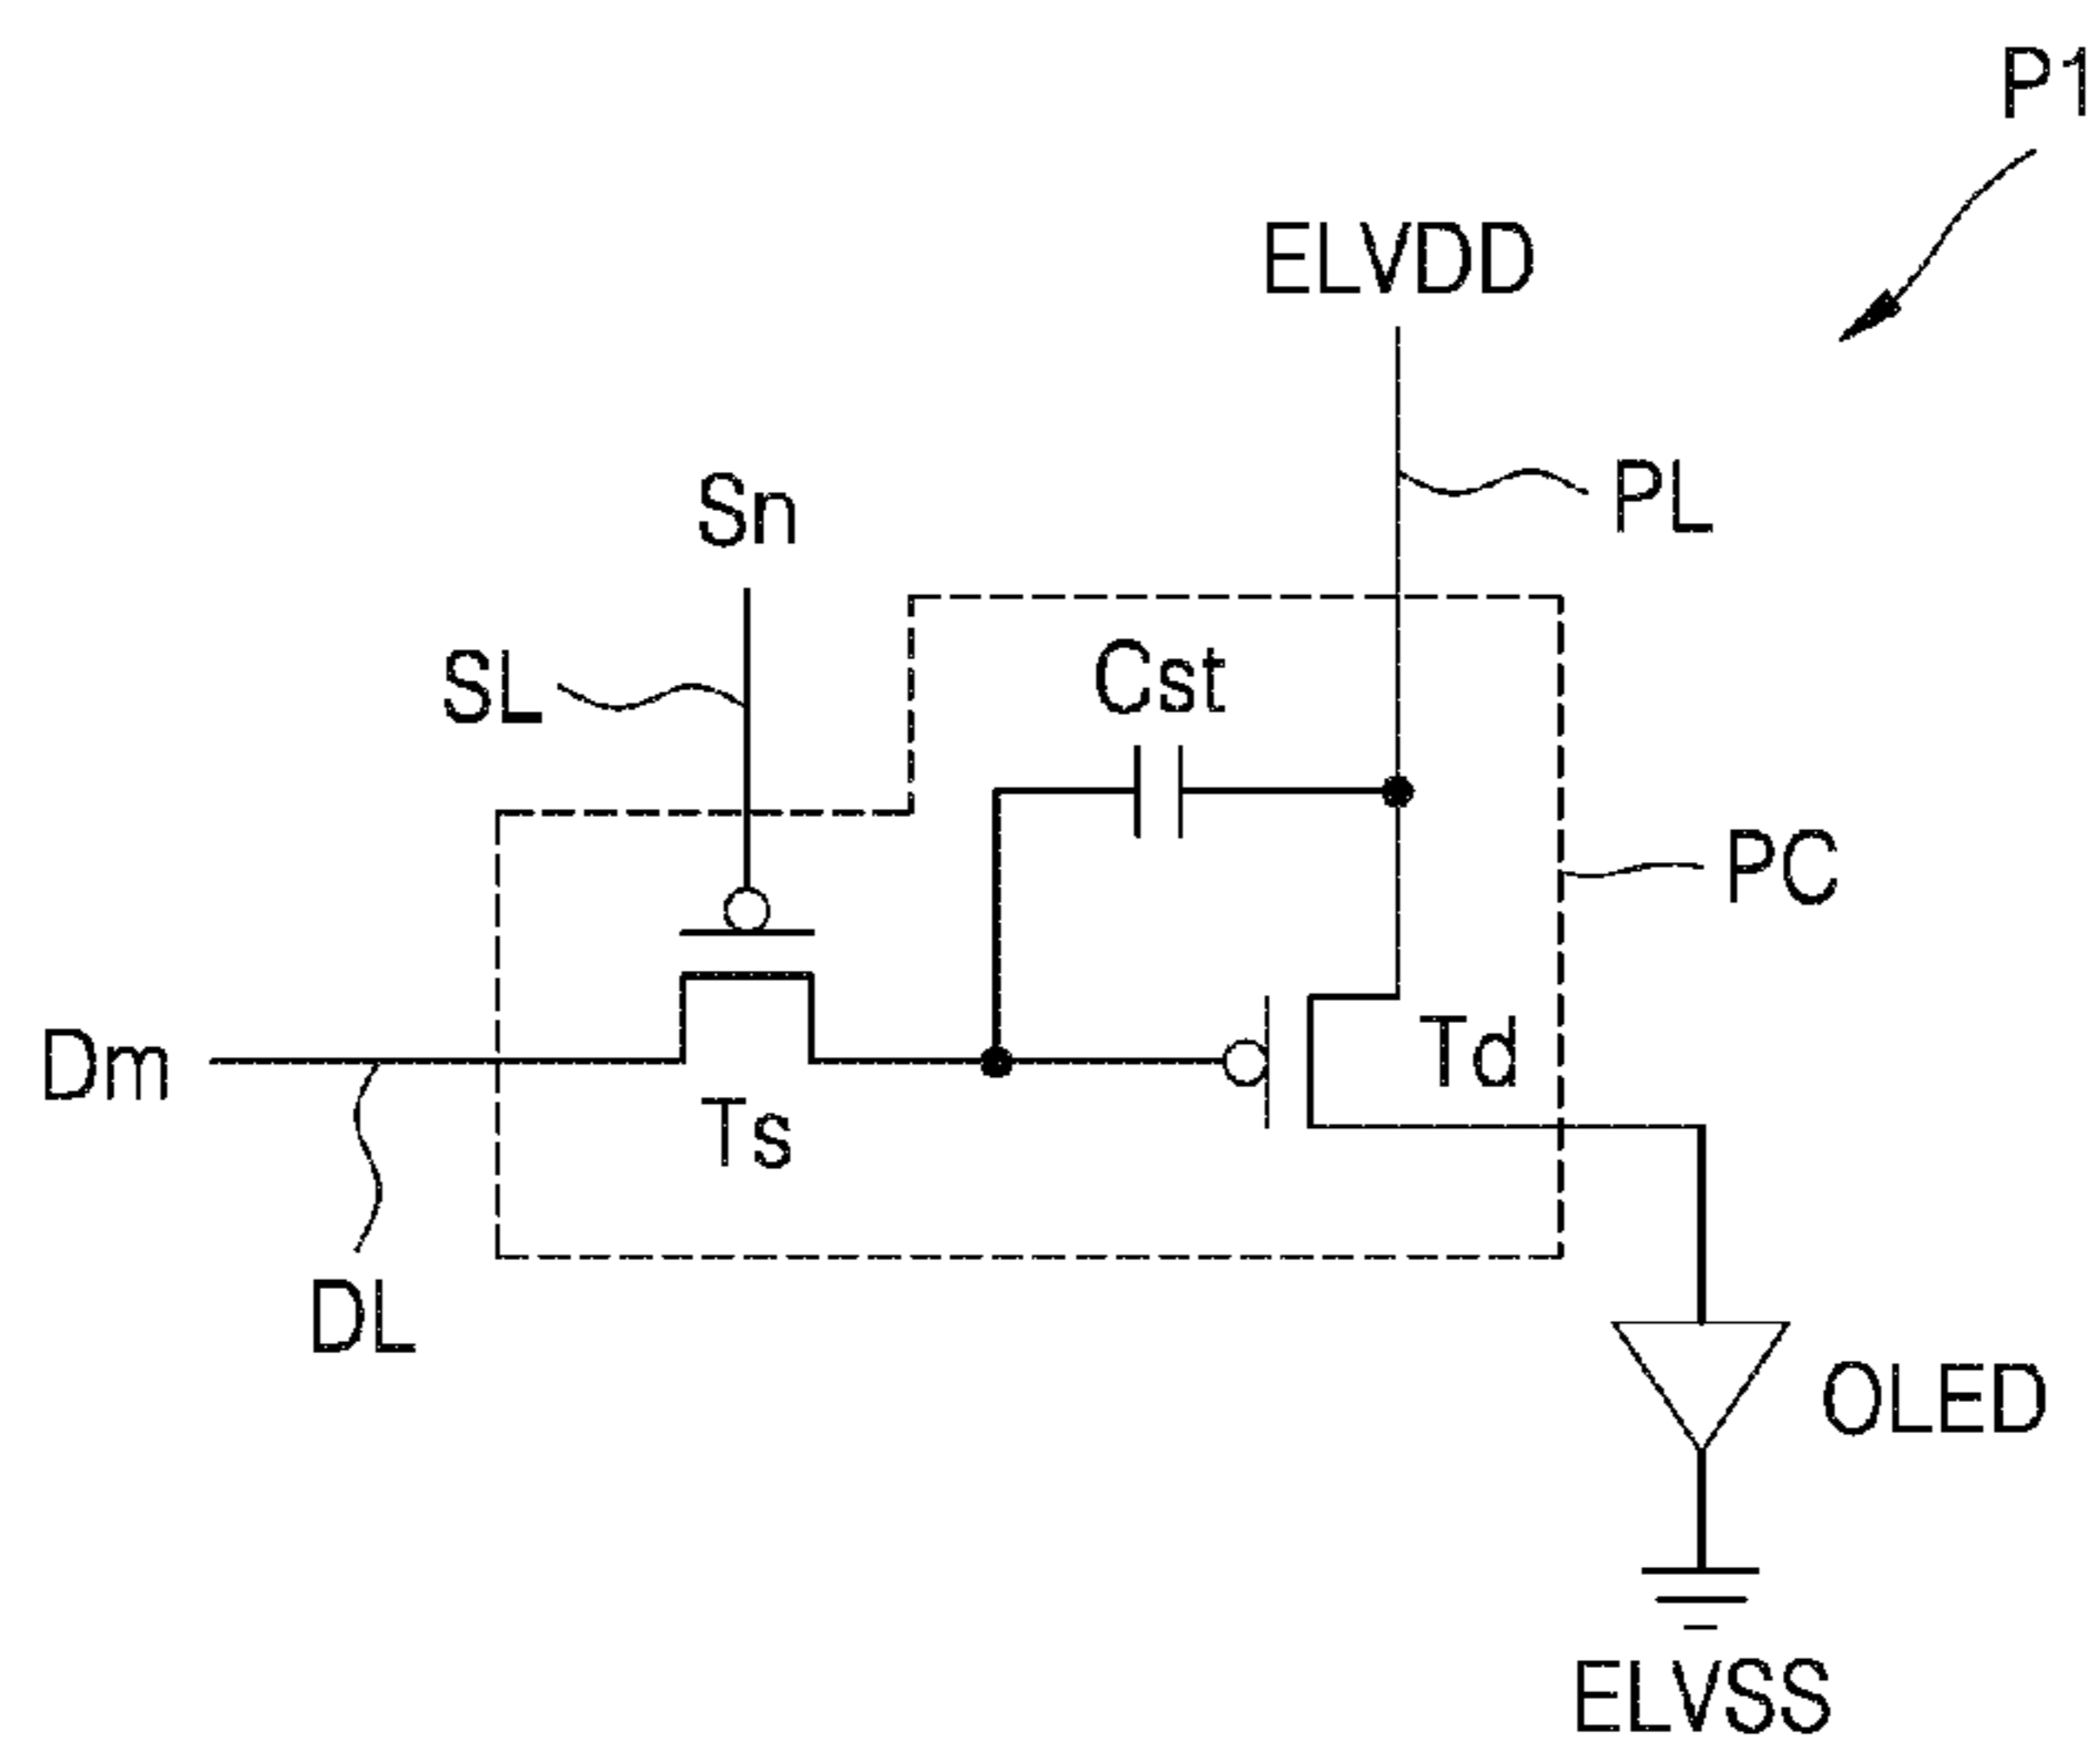 P1
ELVDD
PL
Sn
SL
Cst
PC
Dm
Td
Ts
DL
OLED
ELVSS